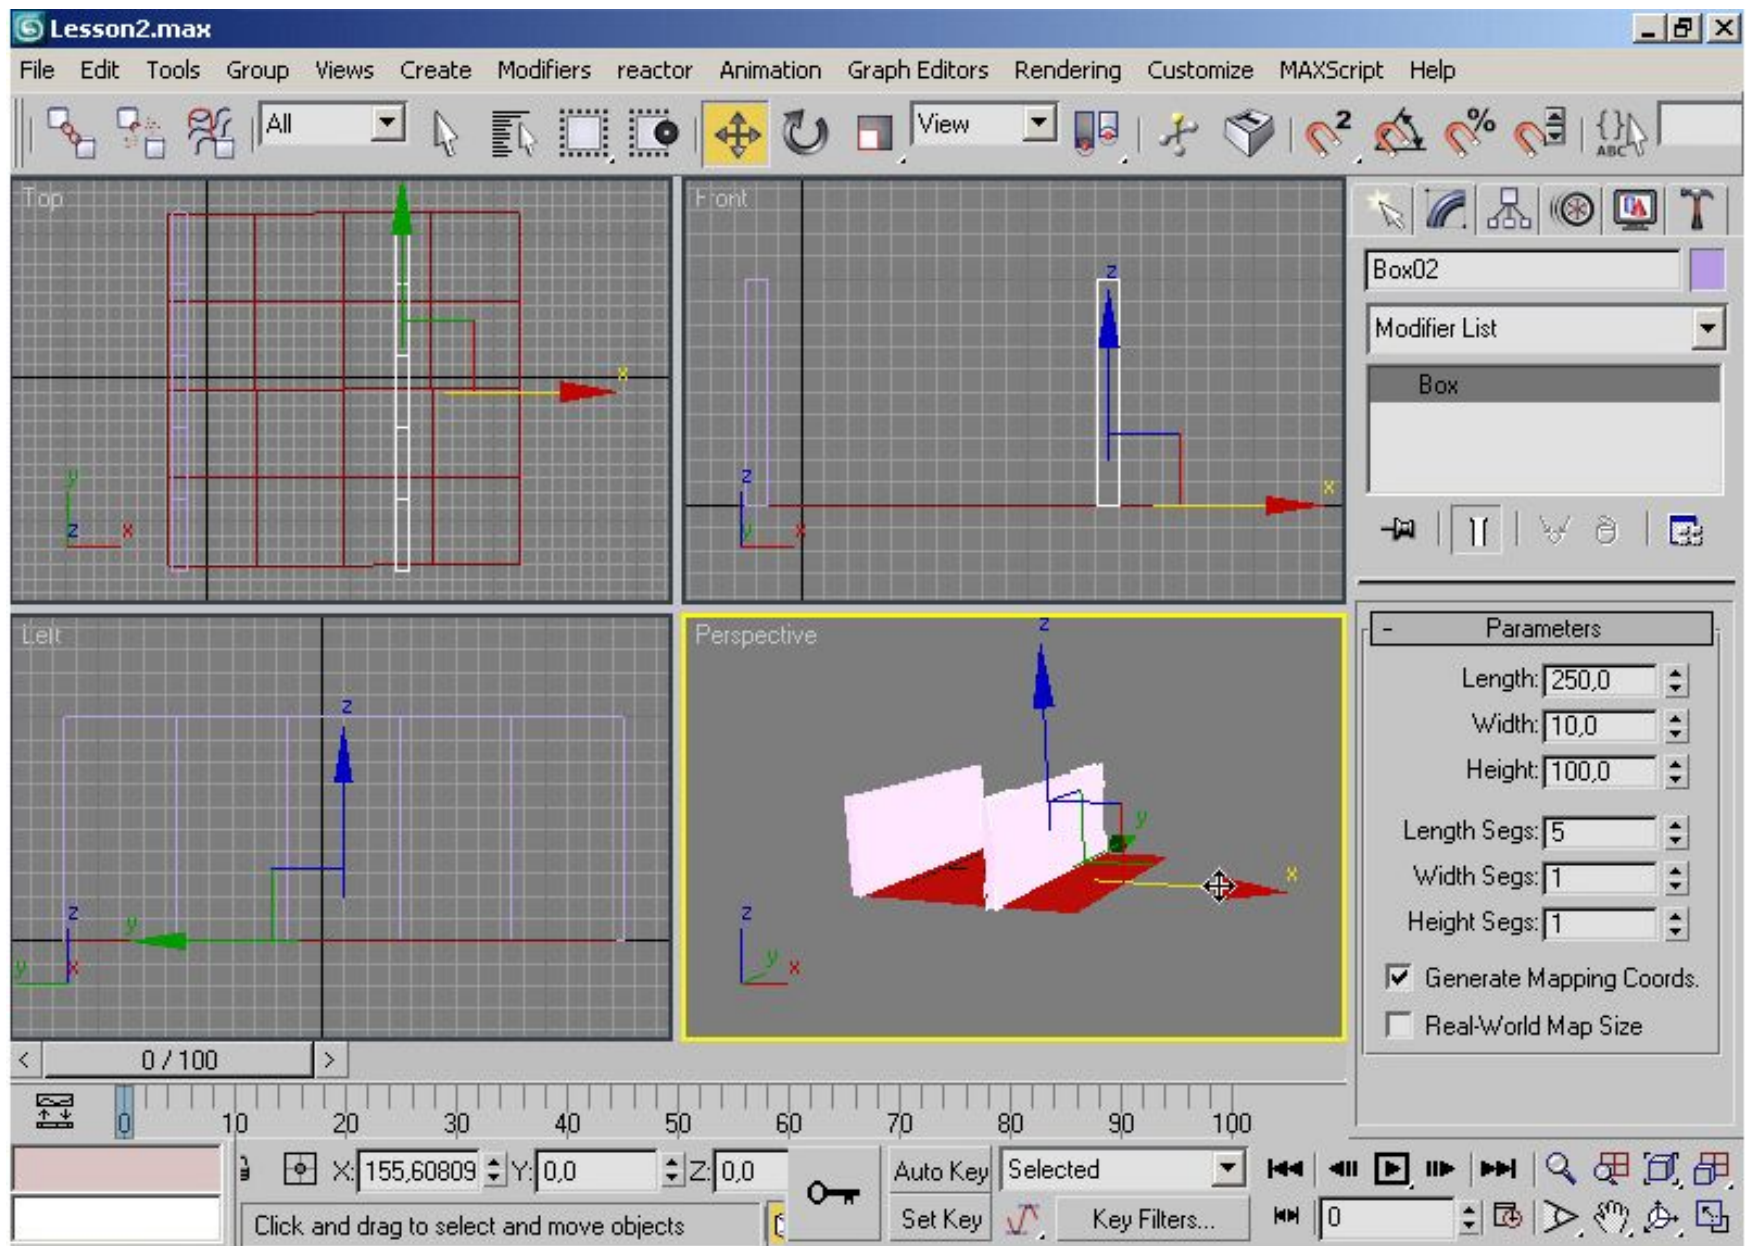 Lesson2.max
File Edit Tools Group Views Create Modifiers reactor Animation Graph Editors Rendering Customize MAXScript Help
All View 2 % {} ABC
Top
y
x
z
y
x
Front
z
x
z
y
x
Left
z
y
z
y
x
Perspective
z
y
x
z
y
x
Box02
Modifier List
Box
- Parameters
Length: 250,0
Width: 10,0
Height: 100,0
Length Segs: 5
Width Segs: 1
Height Segs: 1
Generate Mapping Coords.
Real-World Map Size
< 0 / 100 >
0 10 20 30 40 50 60 70 80 90 100
X: 155,60809 Y: 0,0 Z: 0,0 Auto Key Selected
Click and drag to select and move objects Set Key Key Filters... 0